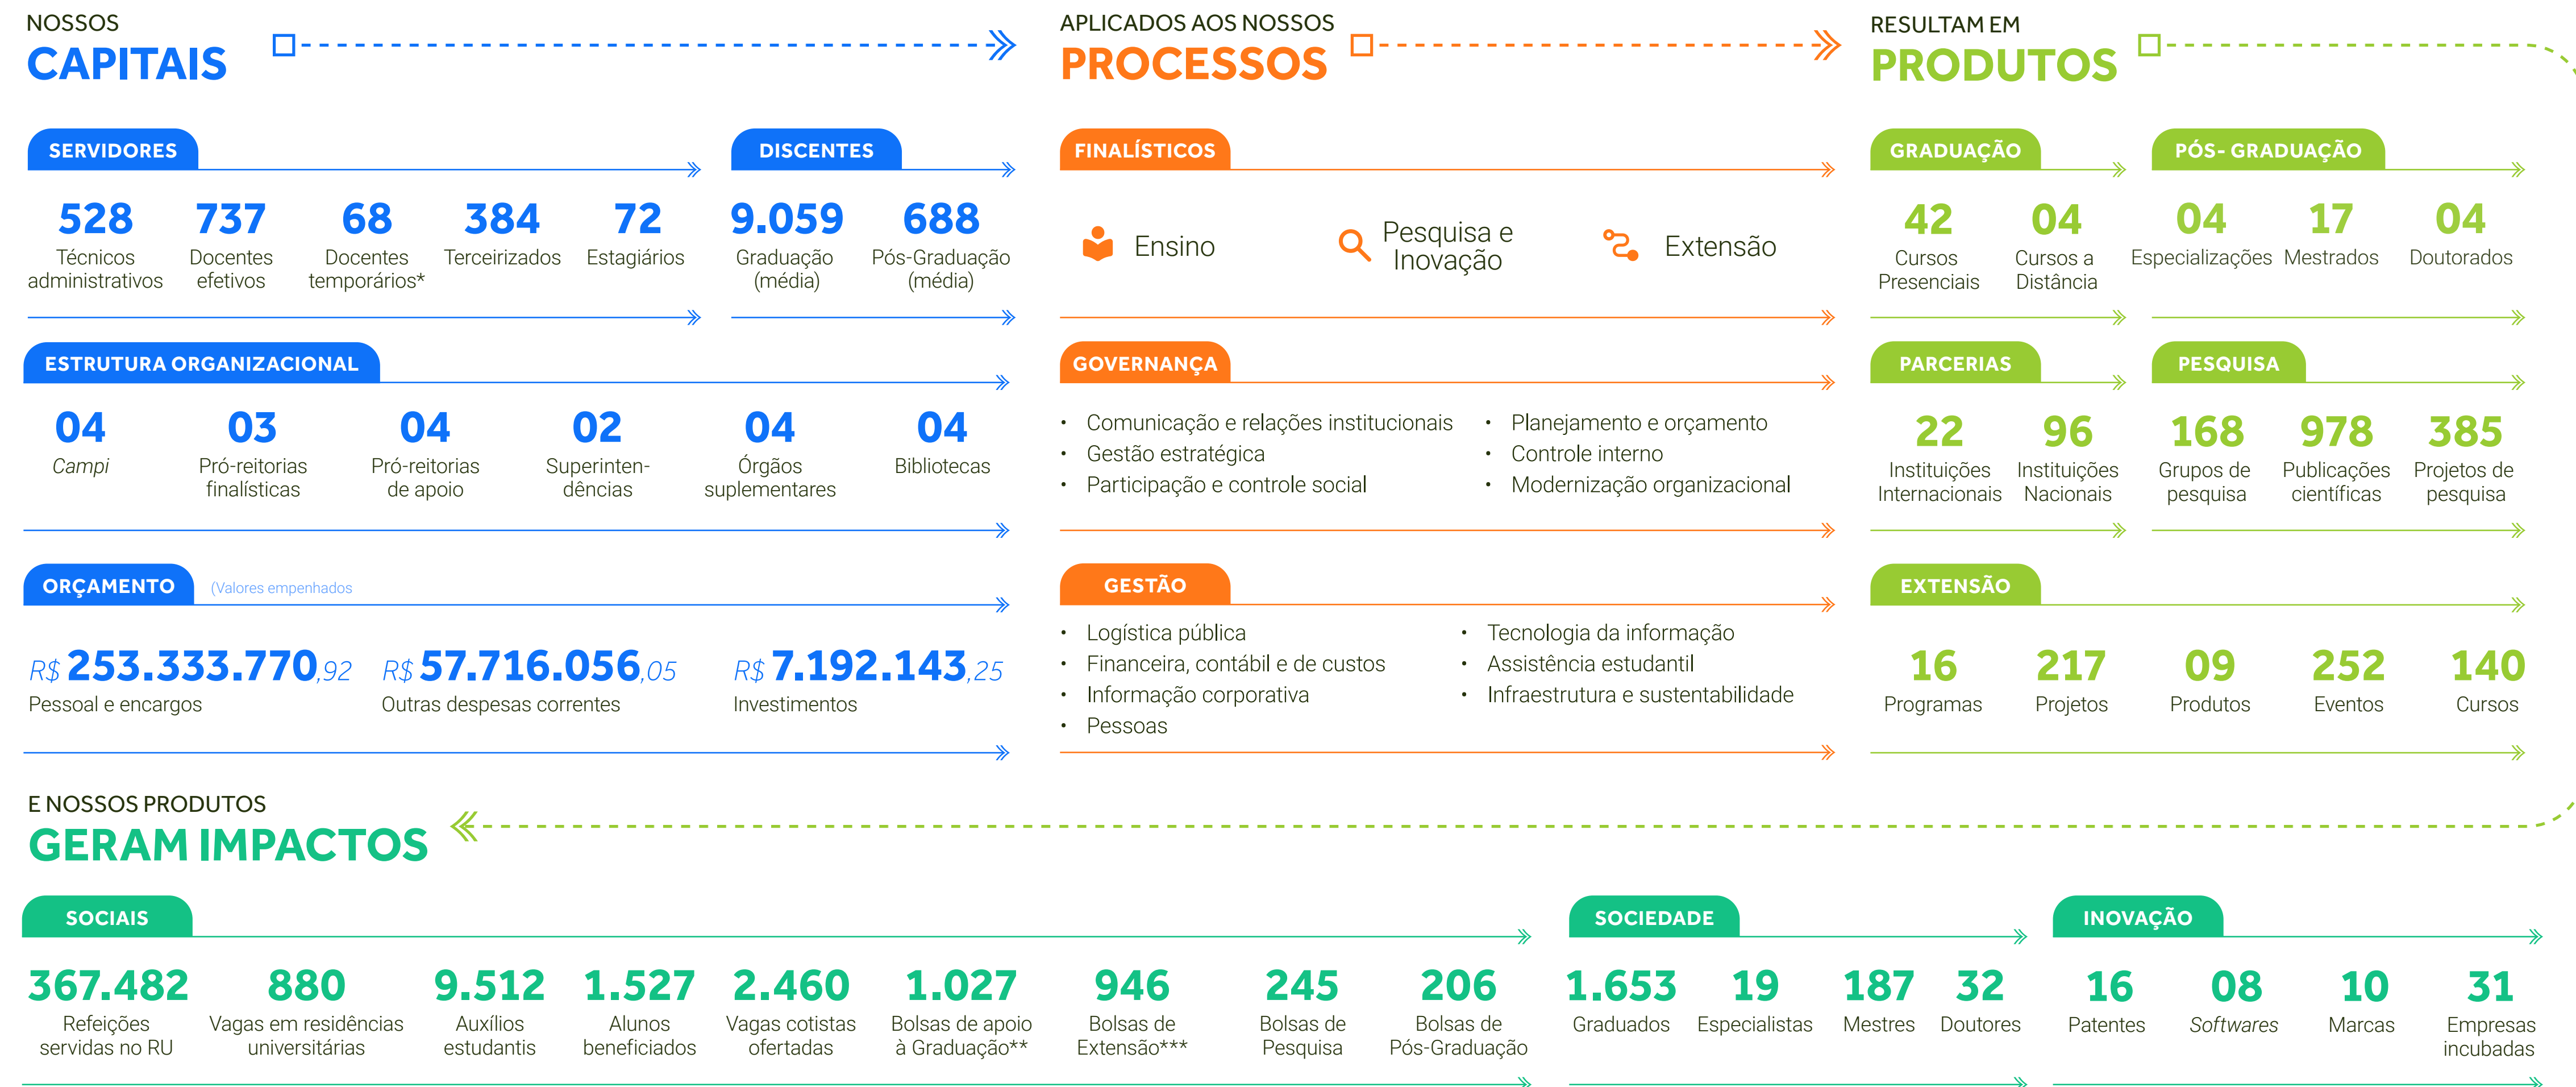 NOSSOS
CAPITAIS
SERVIDORES
528
Técnicos
administrativos
737
Docentes
efetivos
68
Docentes
temporários*
384
Terceirizados
72
Estagiários
DISCENTES
9.059
Graduação
(média)
688
Pós-Graduação
(média)
ESTRUTURA ORGANIZACIONAL
04
Campi
03
Pró-reitorias
finalísticas
04
Pró-reitorias
de apoio
02
Superinten-
dências
04
Órgãos
suplementares
04
Bibliotecas
ORÇAMENTO
(Valores empenhados
R$ 253.333.770,92
Pessoal e encargos
R$ 57.716.056,05
Outras despesas correntes
R$ 7.192.143,25
Investimentos
APLICADOS AOS NOSSOS
PROCESSOS
FINALÍSTICOS
Ensino
Pesquisa e
Inovação
Extensão
GOVERNANÇA
• Comunicação e relações institucionais
• Gestão estratégica
• Participação e controle social
• Planejamento e orçamento
• Controle interno
• Modernização organizacional
GESTÃO
• Logística pública
• Financeira, contábil e de custos
• Informação corporativa
• Pessoas
• Tecnologia da informação
• Assistência estudantil
• Infraestrutura e sustentabilidade
RESULTAM EM
PRODUTOS
GRADUAÇÃO
42
Cursos
Presenciais
04
Cursos a
Distância
PÓS- GRADUAÇÃO
04
Especializações
17
Mestrados
04
Doutorados
PARCERIAS
22
Instituições
Internacionais
96
Instituições
Nacionais
PESQUISA
168
Grupos de
pesquisa
978
Publicações
científicas
385
Projetos de
pesquisa
EXTENSÃO
16
Programas
217
Projetos
09
Produtos
252
Eventos
140
Cursos
E NOSSOS PRODUTOS
GERAM IMPACTOS
SOCIAIS
367.482
Refeições
servidas no RU
880
Vagas em residências
universitárias
9.512
Auxílios
estudantis
1.527
Alunos
beneficiados
2.460
Vagas cotistas
ofertadas
1.027
Bolsas de apoio
à Graduação**
946
Bolsas de
Extensão***
245
Bolsas de
Pesquisa
206
Bolsas de
Pós-Graduação
SOCIEDADE
1.653
Graduados
19
Especialistas
187
Mestres
32
Doutores
INOVAÇÃO
16
Patentes
08
Softwares
10
Marcas
31
Empresas
incubadas